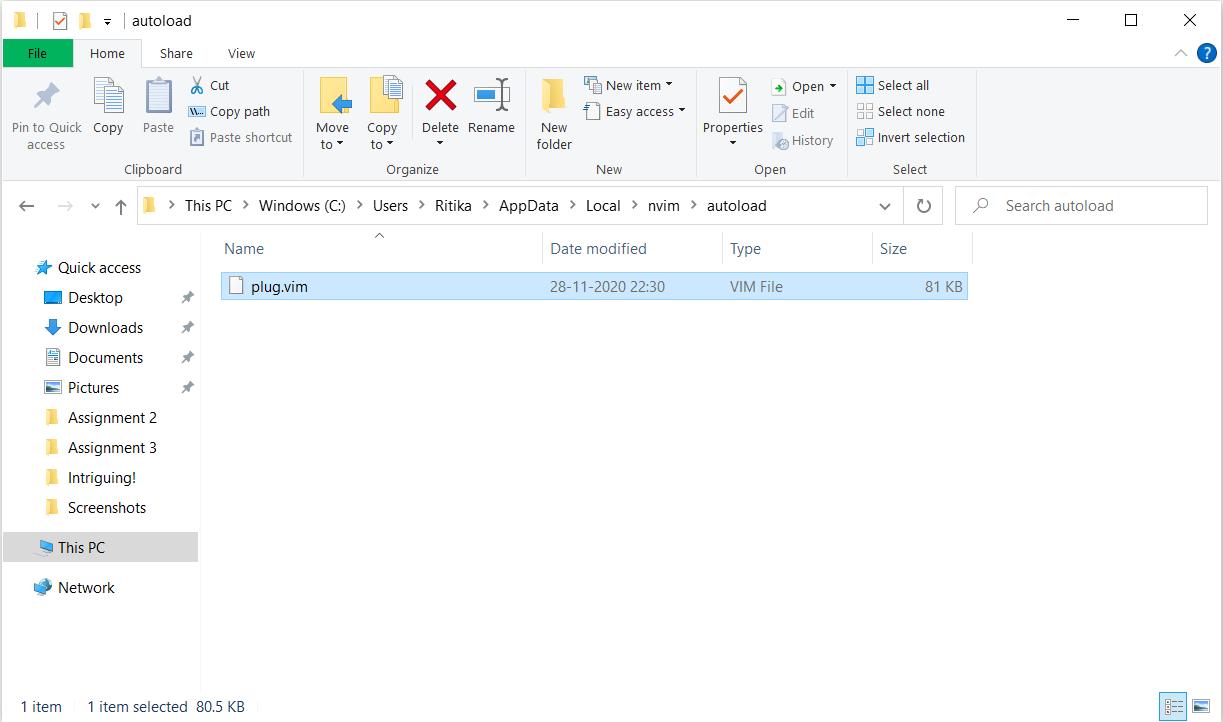 autoload
File Home Share View
Pin to Quick access
Copy
Paste
Cut
Copy path
Paste shortcut
Clipboard
Move to
Copy to
Delete
Rename
Organize
New folder
New item
Easy access
New
Properties
Open
Edit
History
Open
Select all
Select none
Invert selection
Select
This PC Windows (C:) Users Ritika AppData Local nvim autoload
Search autoload
Name Date modified Type Size
plug.vim 28-11-2020 22:30 VIM File 81 KB
Quick access
Desktop
Downloads
Documents
Pictures
Assignment 2
Assignment 3
Intriguing!
Screenshots
This PC
Network
1 item 1 item selected 80.5 KB